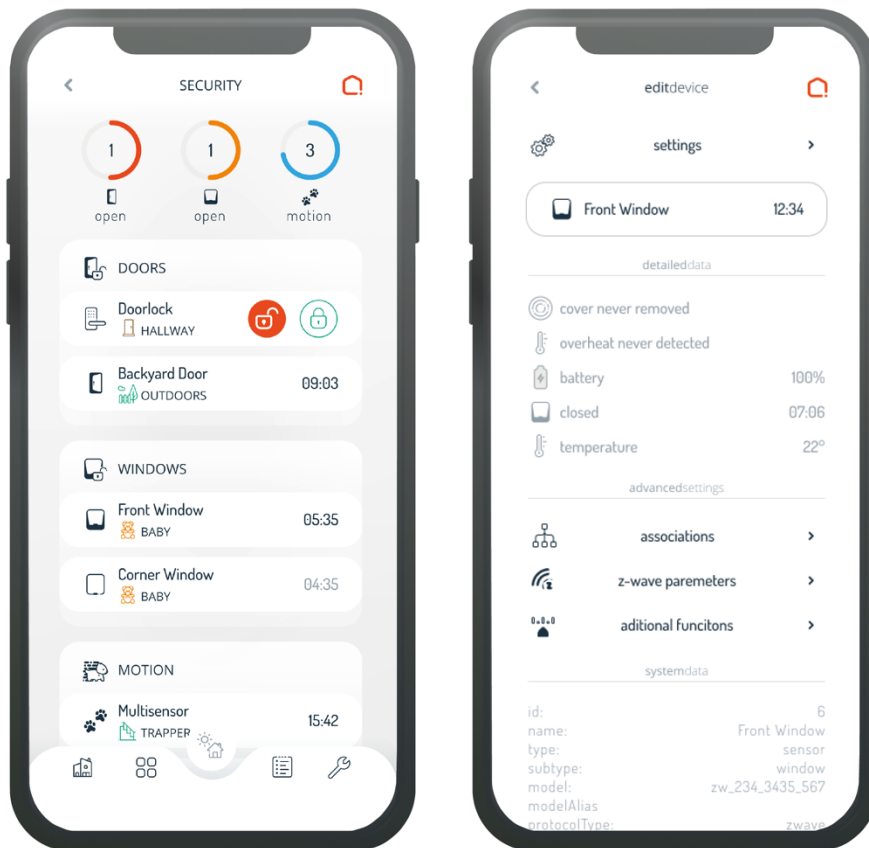 SECURITY
1
1
3
open
open
motion
DOORS
Doorlock
HALLWAY
Backyard Door
OUTDOORS
09:03
WINDOWS
Front Window
BABY
05:35
Corner Window
BABY
04:35
MOTION
Multisensor
TRAPPER
15:42
editdevice
settings
Front Window 12:34
detaileddata
cover never removed
overheat never detected
battery 100%
closed 07:06
temperature 22°
advancedsettings
associations
z-wave paremeters
aditional funcitons
systemdata
id: 6
name: Front Window
type: sensor
subtype: window
model: zw_234_3435_567
modelAlias
protocolType: zwave